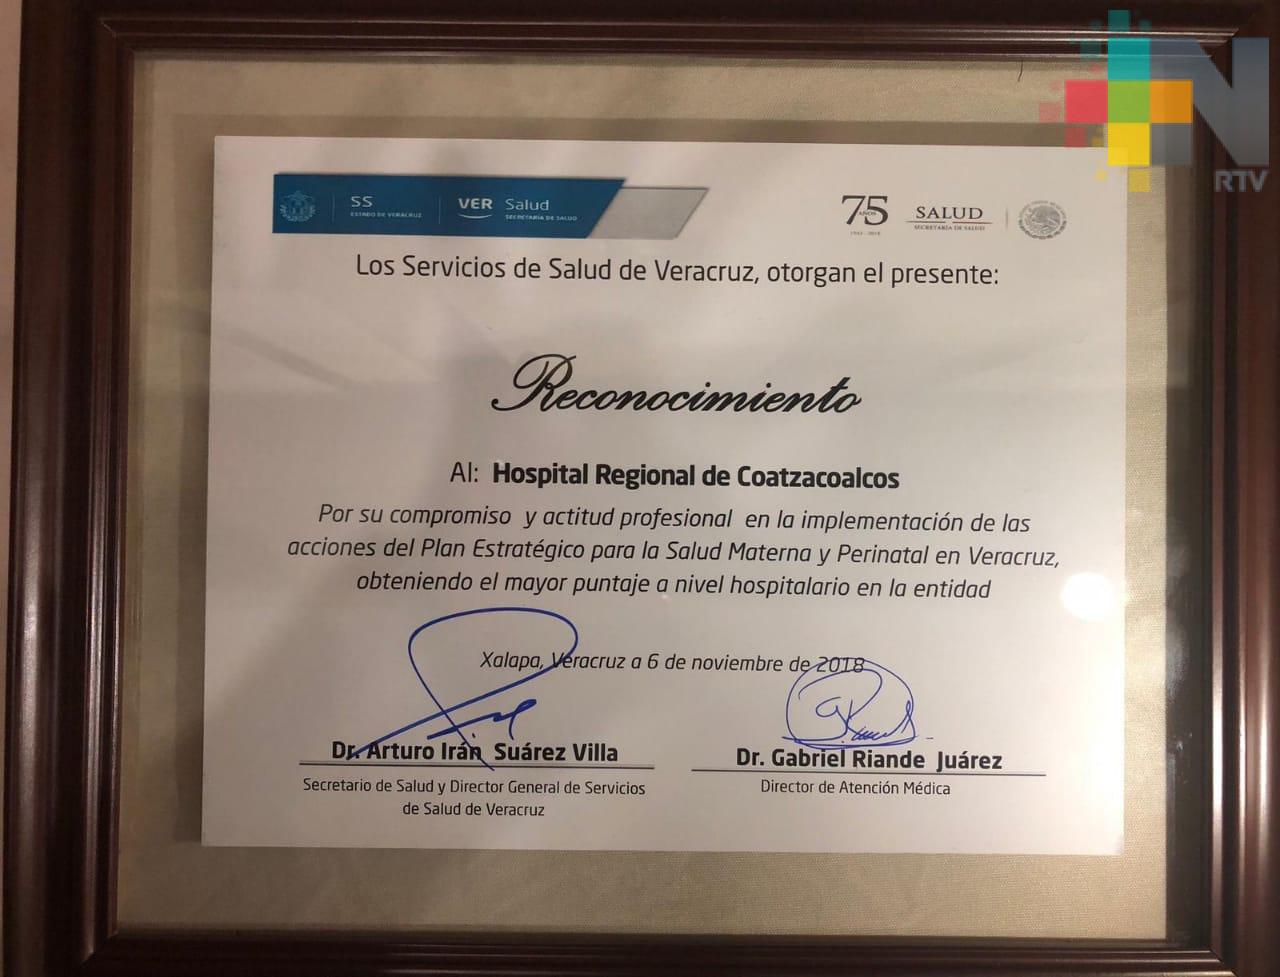 N
RTV
SS
ESTADO DE VERACRUZ
VER Salud
SECRETARÍA DE SALUD
75
AÑOS
1943 - 2018
SALUD
SECRETARÍA DE SALUD
Los Servicios de Salud de Veracruz, otorgan el presente:
Reconocimiento
Al: Hospital Regional de Coatzacoalcos
Por su compromiso y actitud profesional en la implementación de las
acciones del Plan Estratégico para la Salud Materna y Perinatal en Veracruz,
obteniendo el mayor puntaje a nivel hospitalario en la entidad
Xalapa, Veracruz a 6 de noviembre de 2018
Dr. Arturo Irán Suárez Villa
Secretario de Salud y Director General de Servicios
de Salud de Veracruz
Dr. Gabriel Riande Juárez
Director de Atención Médica